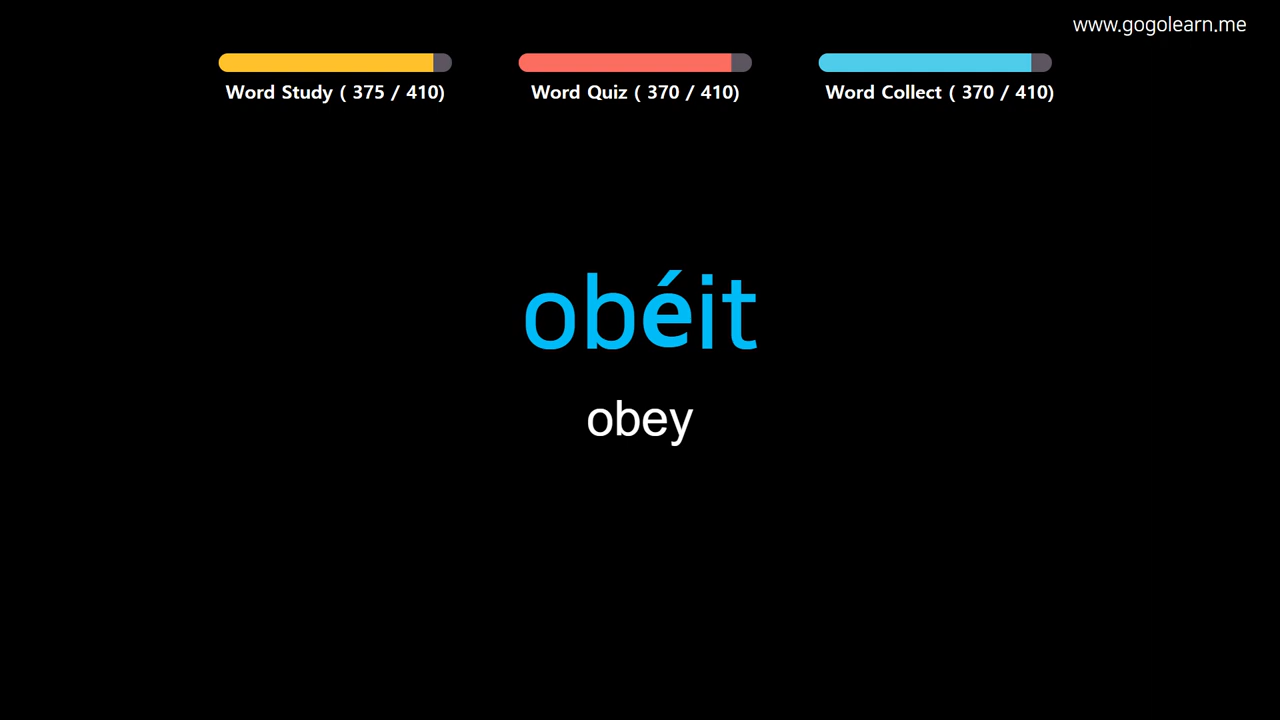 www.gogolearn.me
Word Study ( 375 / 410)
Word Quiz ( 370 / 410)
Word Collect ( 370 / 410)
obéit
obey